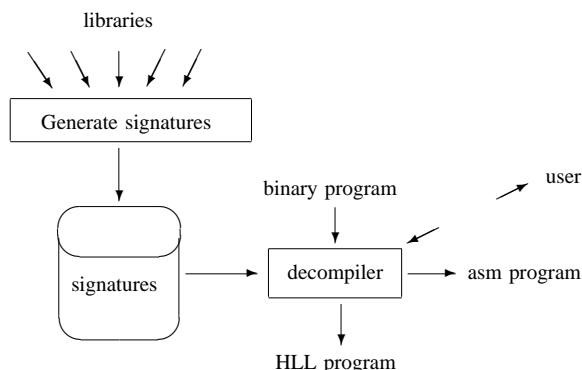 libraries
Generate signatures
user
binary program
signatures
decompiler
asm program
HLL program